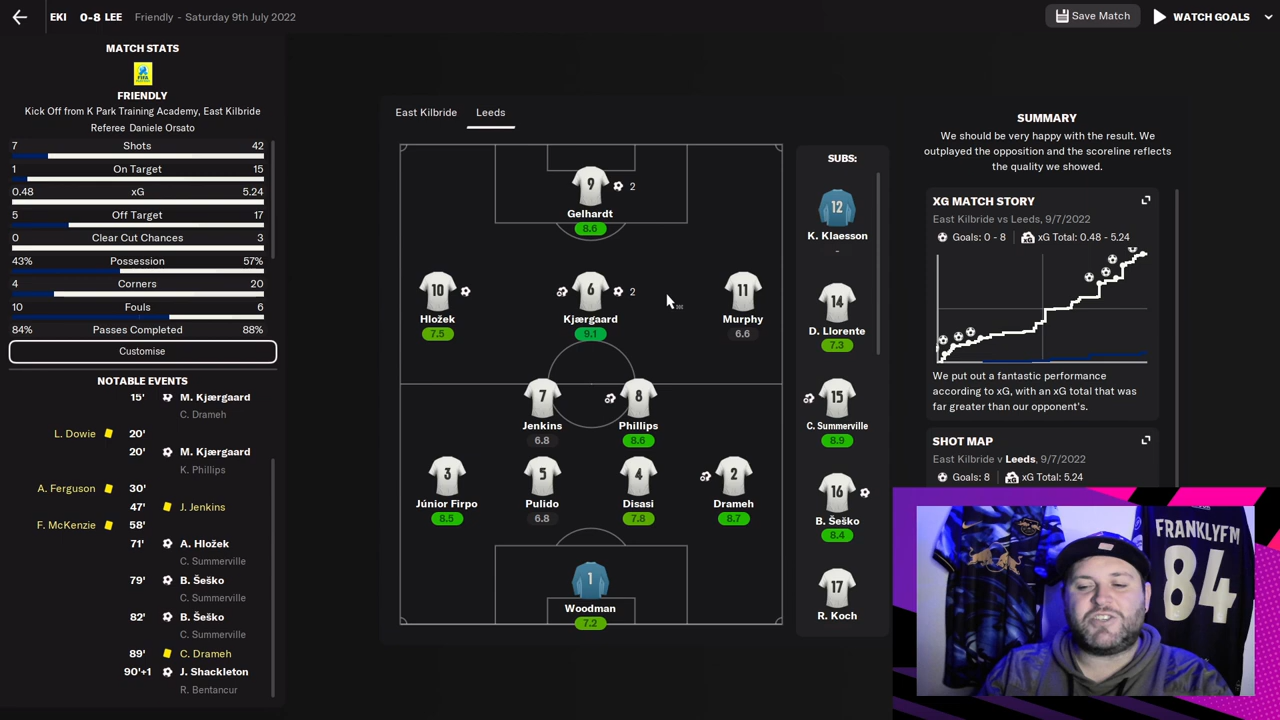 EKI 0-8 LEE Friendly - Saturday 9th July 2022
Save Match
WATCH GOALS
MATCH STATS
FIFA
FRIENDLY
Kick Off from K Park Training Academy, East Kilbride
Referee Daniele Orsato
7 Shots 42
1 On Target 15
0.48 xG 5.24
5 Off Target 17
0 Clear Cut Chances 3
43% Possession 57%
4 Corners 20
10 Fouls 6
84% Passes Completed 88%
Customise
NOTABLE EVENTS
15' M. Kjærgaard
C. Drameh
L. Dowie 20'
20' M. Kjærgaard
K. Phillips
A. Ferguson 30'
47' J. Jenkins
F. McKenzie 58'
71' A. Hložek
C. Summerville
79' B. Šeško
C. Summerville
82' B. Šeško
C. Summerville
89' C. Drameh
90'+1 J. Shackleton
R. Bentancur
East Kilbride Leeds
9 2
Gelhardt
8.6
10
Hložek
7.5
6 2
Kjærgaard
9.1
11
Murphy
6.6
7
Jenkins
6.8
8
Phillips
8.6
3
Júnior Firpo
8.5
5
Pulido
6.8
4
Disasi
7.8
2
Drameh
8.7
1
Woodman
7.2
SUBS:
12
K. Klaesson
-
14
D. Llorente
7.3
15
C. Summerville
8.9
16
B. Šeško
8.4
17
R. Koch
SUMMARY
We should be very happy with the result. We
outplayed the opposition and the scoreline reflects
the quality we showed.
XG MATCH STORY
East Kilbride vs Leeds, 9/7/2022
Goals: 0 - 8 xG Total: 0.48 - 5.24
We put out a fantastic performance
according to xG, with an xG total that was
far greater than our opponent's.
SHOT MAP
East Kilbride v Leeds, 9/7/2022
Goals: 8 xG Total: 5.24
FRANKLYFM
84